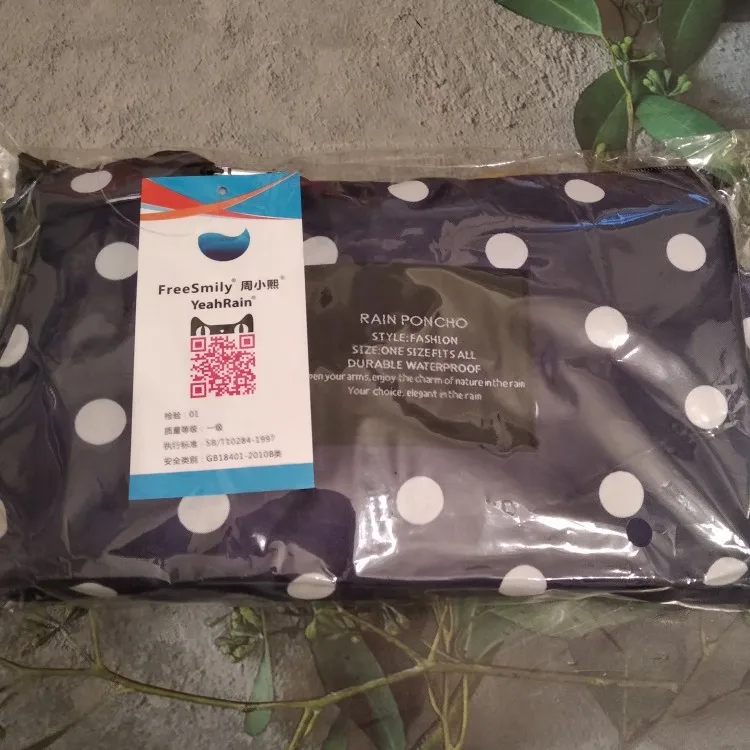 FreeSmily® 周小熙®
YeahRain®
检验：01
质量等级：一级
执行标准：SB/T10284-1997
安全类别：GB18401-2010B类
RAIN PONCHO
STYLE:FASHION
SIZE:ONE SIZE FITS ALL
DURABLE WATERPROOF
your arms,enjoy the charm of nature in the rain
Your choice, elegant in the rain